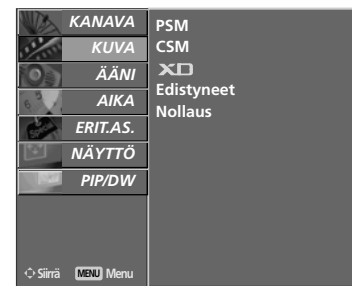 KANAVA
KUVA
ÄÄNI
AIKA
ERIT.AS.
NÄYTTÖ
PIP/DW
PSM
CSM
XD
Edistyneet
Nollaus
Siirrä MENU Menu